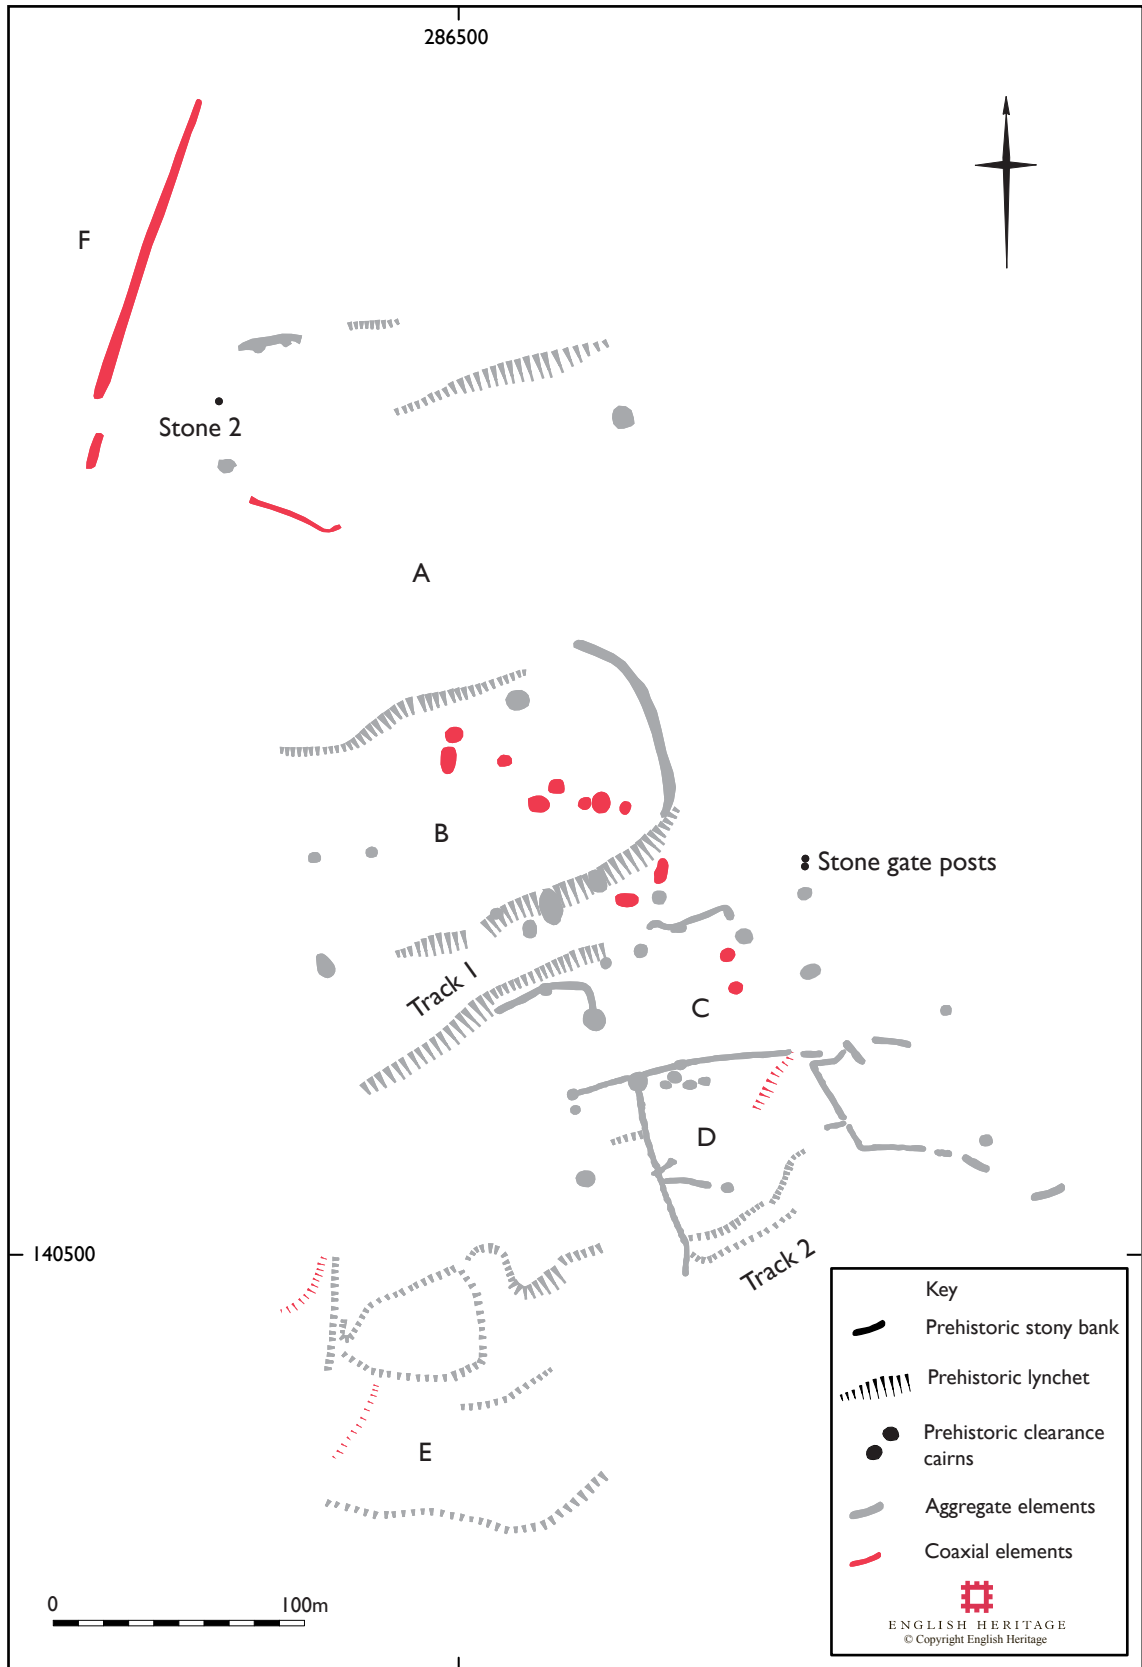 286500
F
Stone 2
A
B
Stone gate posts
Track 1
C
D
Track 2
140500
E
Key
Prehistoric stony bank
Prehistoric lynchet
Prehistoric clearance
cairns
Aggregate elements
Coaxial elements
ENGLISH HERITAGE
© Copyright English Heritage
0 100m